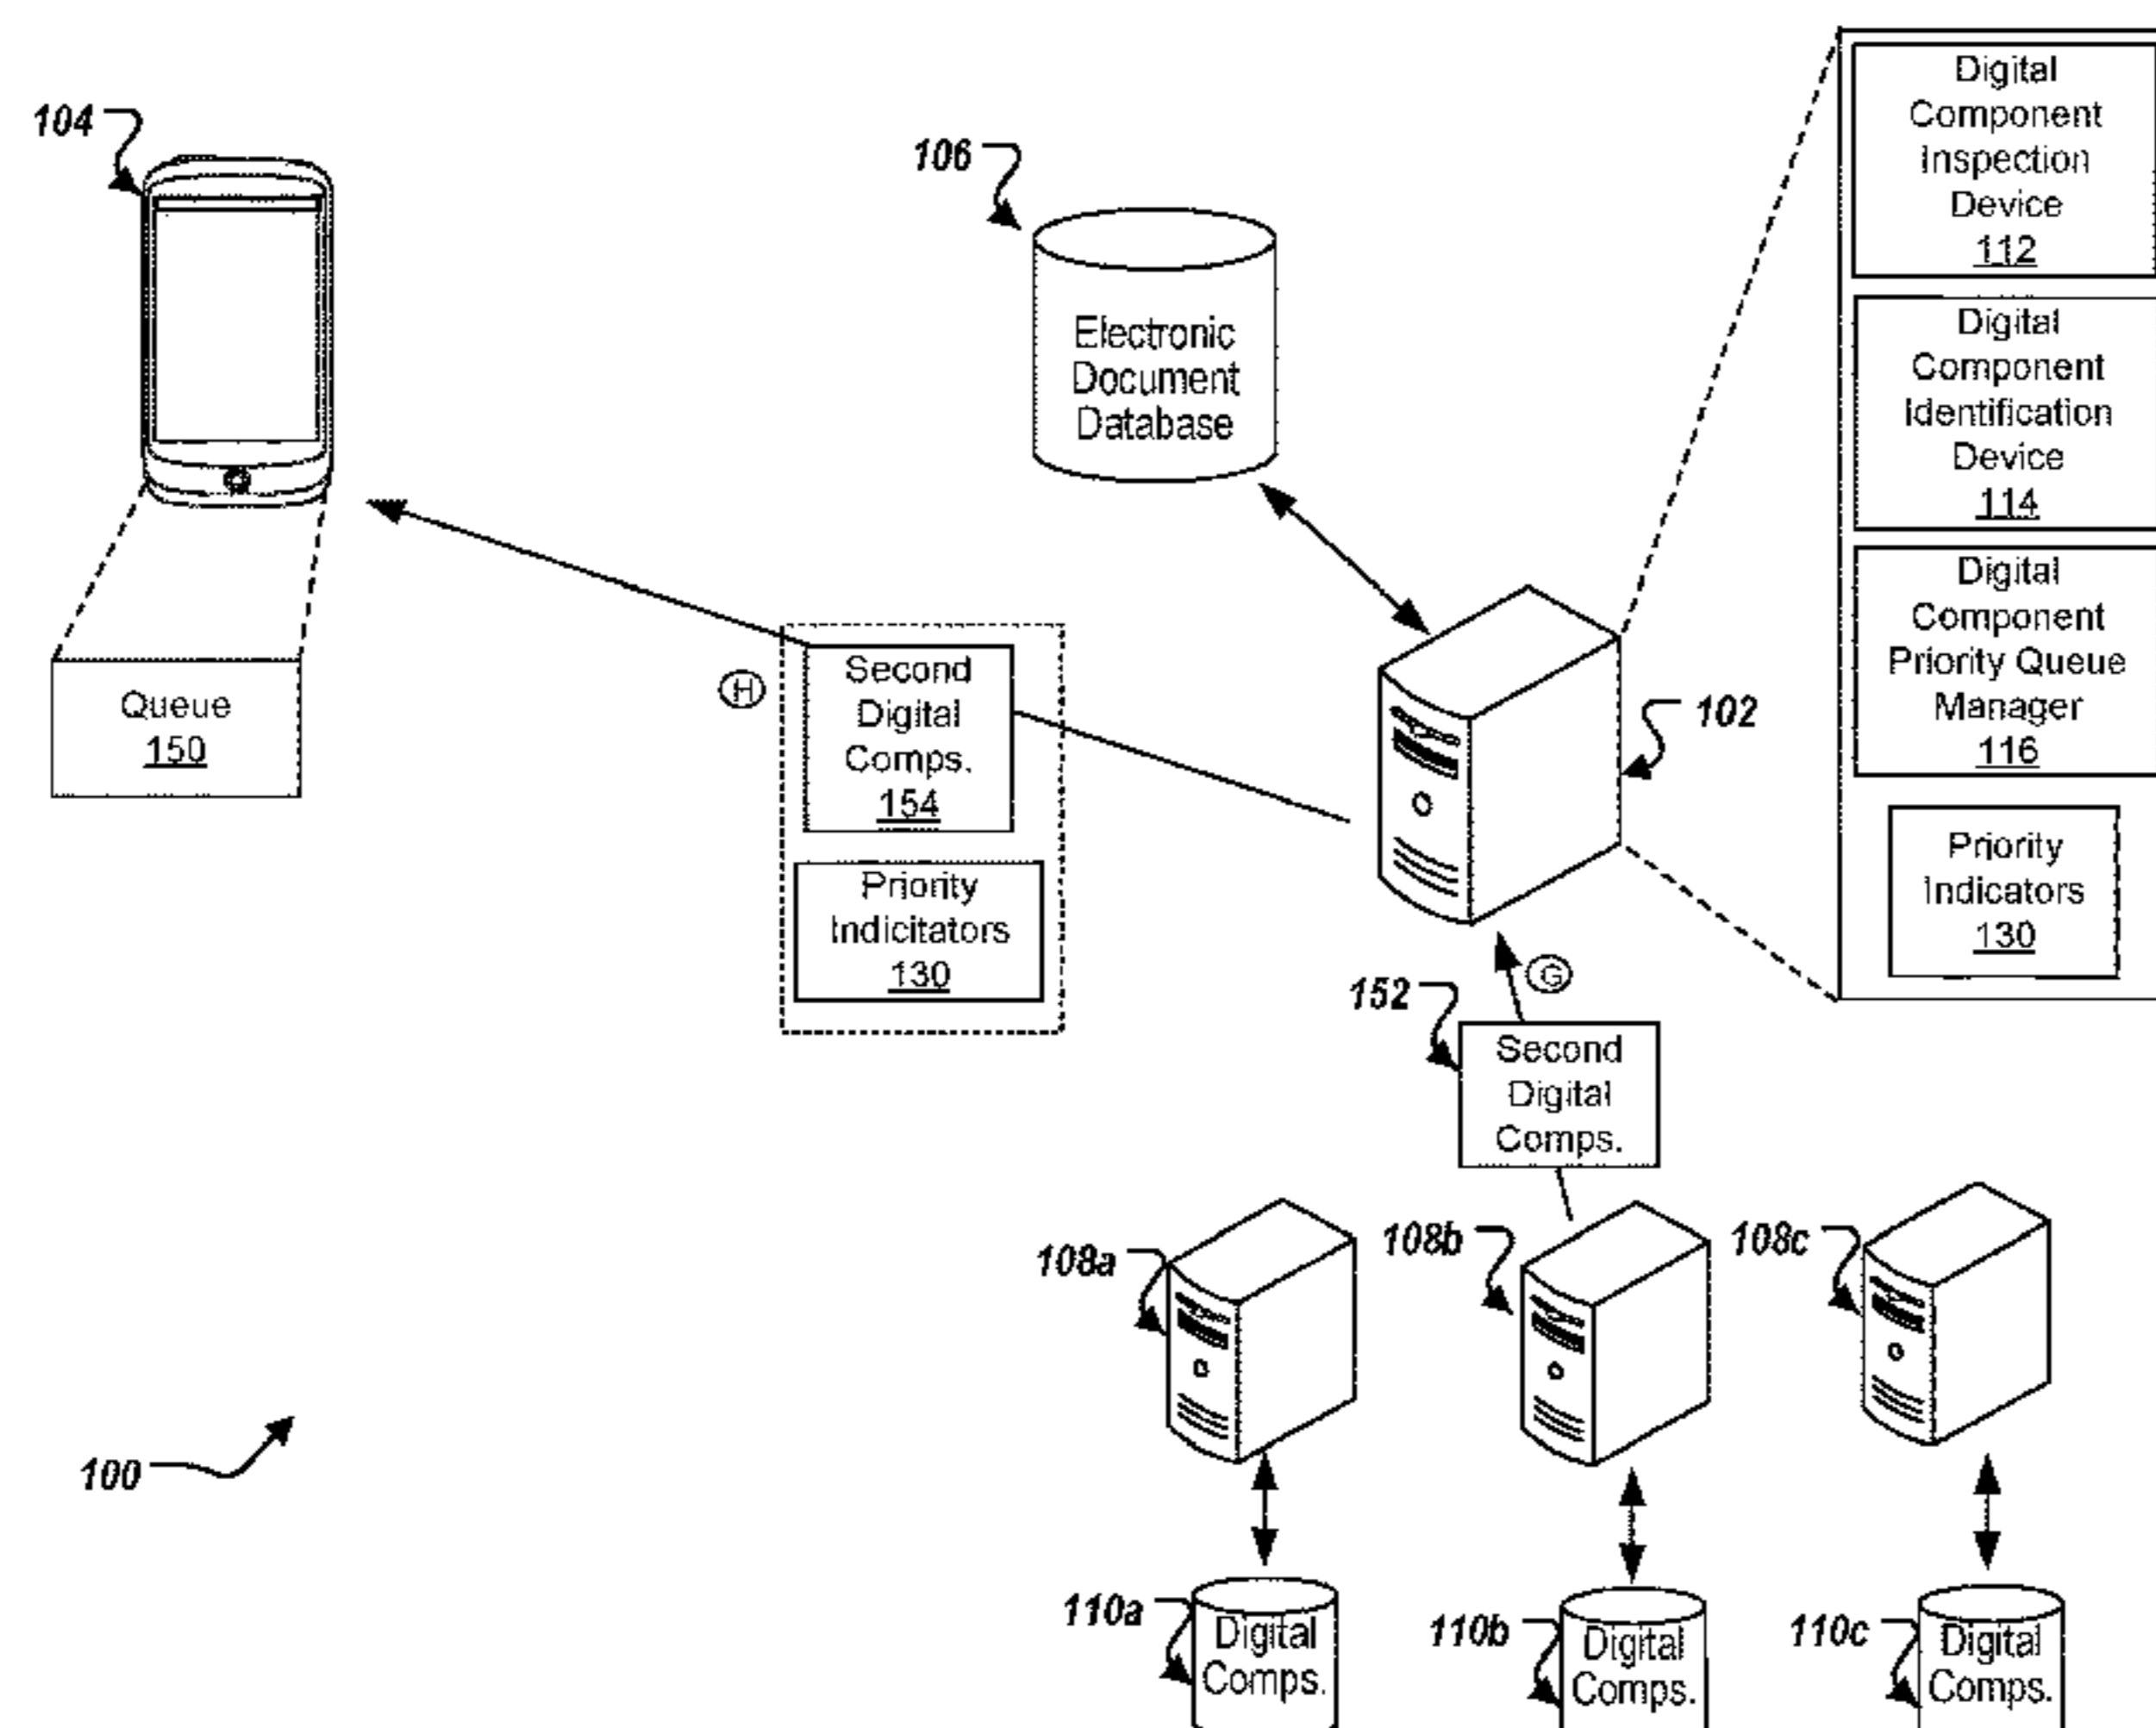 104
106
Digital
Component
Inspection
Device
112
Electronic
Document
Database
Digital
Component
Identification
Device
114
Digital
Component
Priority Queue
Manager
116
Queue
150
H
Second
Digital
Comps.
154
102
Priority
Indicitators
130
Priority
Indicators
130
G
152
Second
Digital
Comps.
108a
108b
108c
100
110a
Digital
Comps.
110b
Digital
Comps.
110c
Digital
Comps.